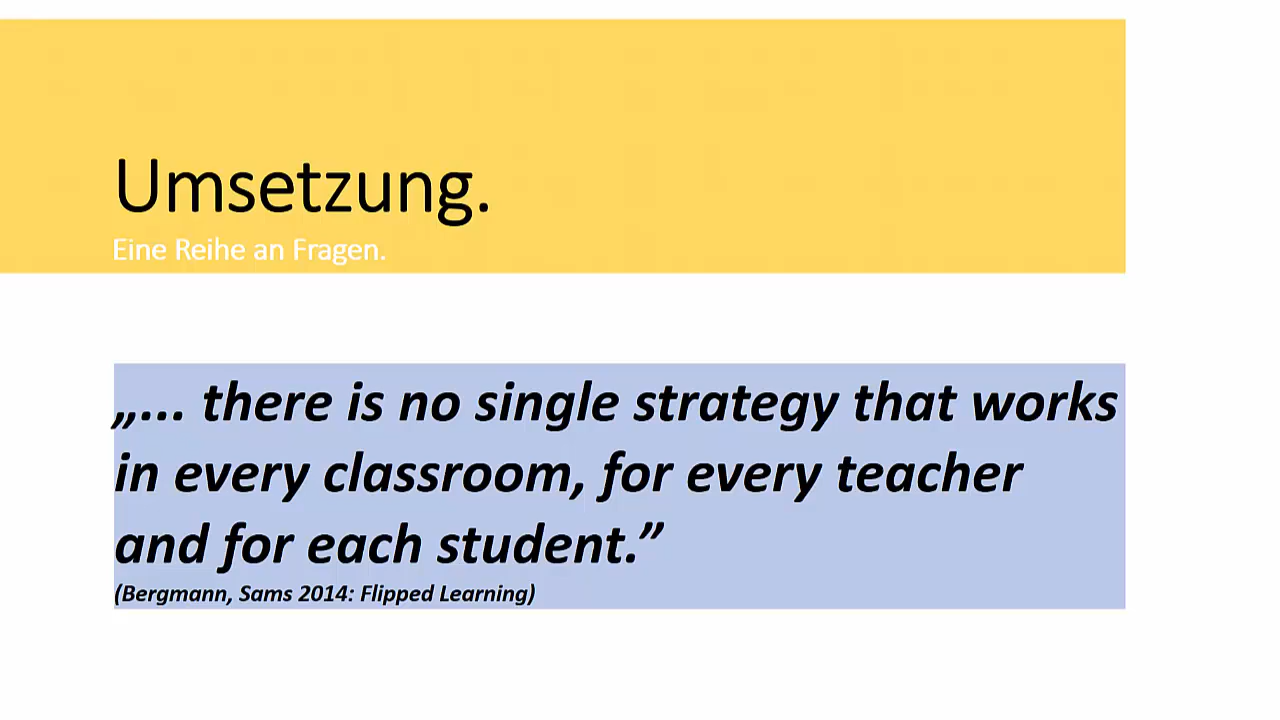 Umsetzung.
Eine Reihe an Fragen.
„... there is no single strategy that works
in every classroom, for every teacher
and for each student.”
(Bergmann, Sams 2014: Flipped Learning)